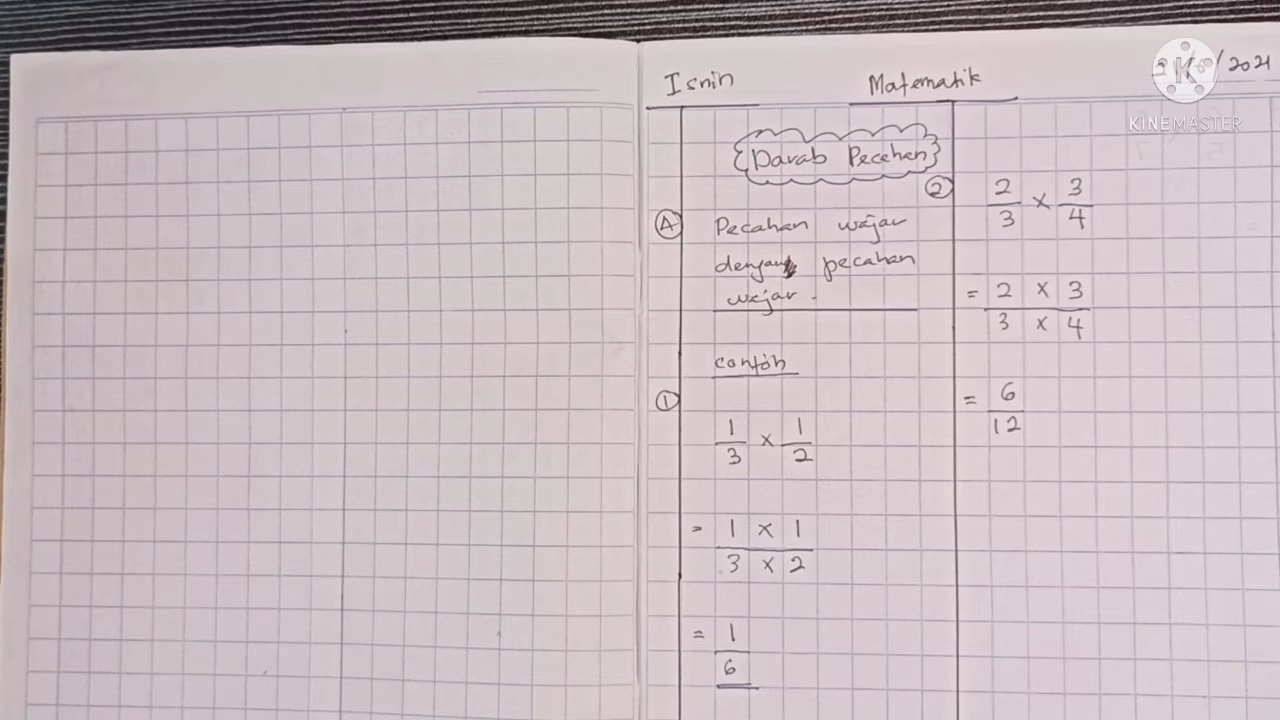 Isnin Matematik /2021
KINEMASTER
Darab Pecahan
A Pecahan wajar
dengan pecahan
wajar.
contoh
1
1/3 × 1/2
= 1 × 1 / 3 × 2
= 1/6
2 2/3 × 3/4
= 2 × 3 / 3 × 4
= 6/12